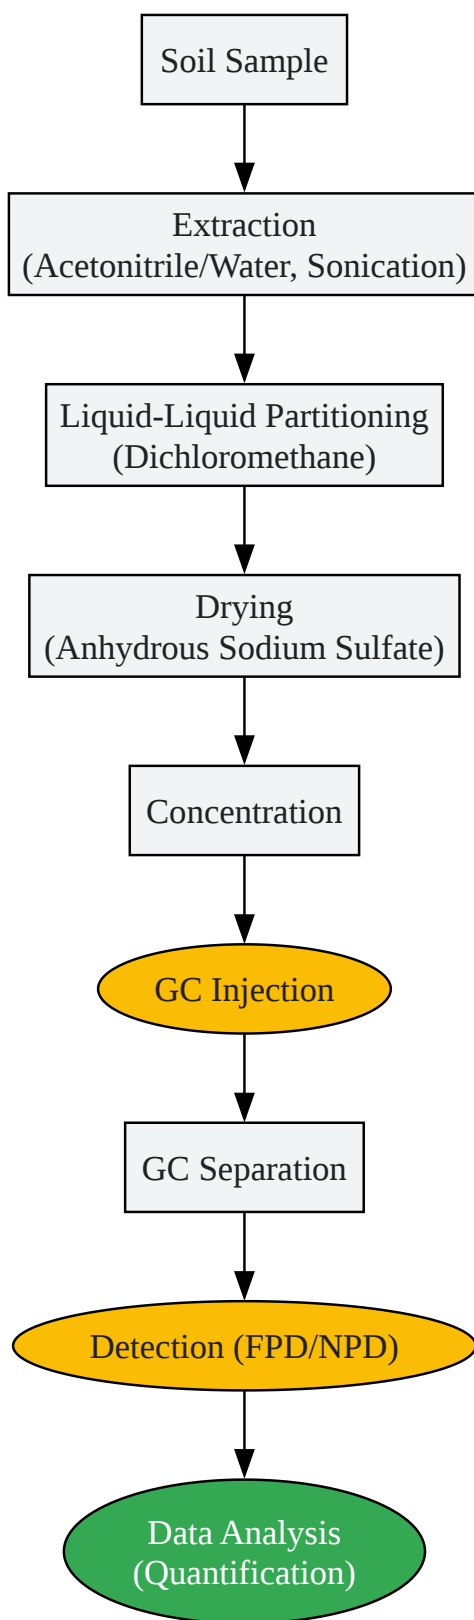 Soil Sample
Extraction
(Acetonitrile/Water, Sonication)
Liquid-Liquid Partitioning
(Dichloromethane)
Drying
(Anhydrous Sodium Sulfate)
Concentration
GC Injection
GC Separation
Detection (FPD/NPD)
Data Analysis
(Quantification)